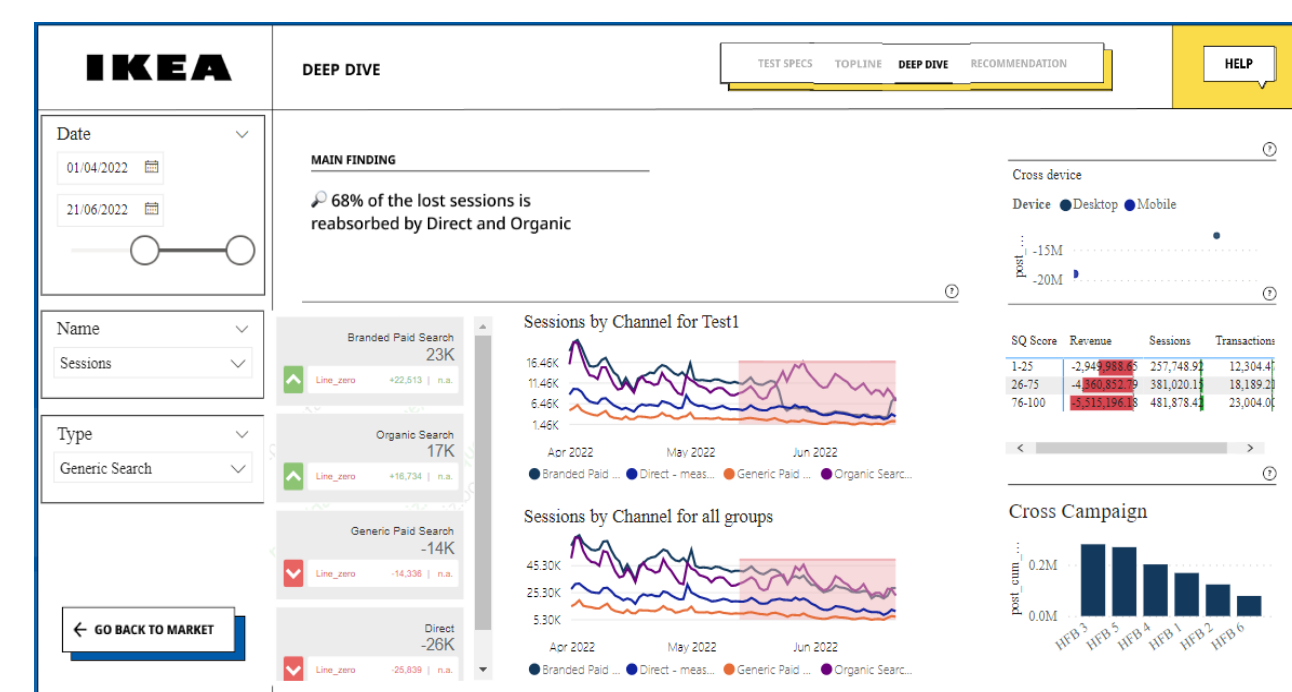 IKEA
DEEP DIVE
TEST SPECS TOPLINE DEEP DIVE RECOMMENDATION
HELP
Date
01/04/2022
21/06/2022
Name
Sessions
Type
Generic Search
← GO BACK TO MARKET
MAIN FINDING
🔎 68% of the lost sessions is
reabsorbed by Direct and Organic
Branded Paid Search
23K
Line_zero +22,513 | n.a.
Organic Search
17K
Line_zero +16,734 | n.a.
Generic Paid Search
-14K
Line_zero -14,336 | n.a.
Direct
-26K
Line_zero -25,839 | n.a.
Sessions by Channel for Test1
16.46K
11.46K
6.46K
1.46K
Apr 2022 May 2022 Jun 2022
Branded Paid ... Direct - meas... Generic Paid ... Organic Searc...
Sessions by Channel for all groups
45.30K
25.30K
5.30K
Apr 2022 May 2022 Jun 2022
Branded Paid ... Direct - meas... Generic Paid ... Organic Searc...
Cross device
Device Desktop Mobile
post_...
-15M
-20M
SQ Score Revenue Sessions Transactions
1-25 -2,949,988.65 257,748.92 12,304.4
26-75 -4,360,852.79 381,020.15 18,189.21
76-100 -5,515,196.18 481,878.42 23,004.0
Cross Campaign
post_cum_...
0.2M
0.0M
HFB 3 HFB 5 HFB 4 HFB 1 HFB 2 HFB 6